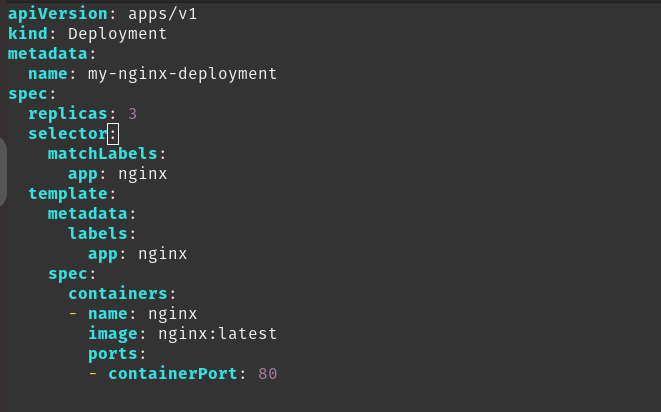 apiVersion: apps/v1
kind: Deployment
metadata:
  name: my-nginx-deployment
spec:
  replicas: 3
  selector:
    matchLabels:
      app: nginx
  template:
    metadata:
      labels:
        app: nginx
    spec:
      containers:
      - name: nginx
        image: nginx:latest
        ports:
        - containerPort: 80